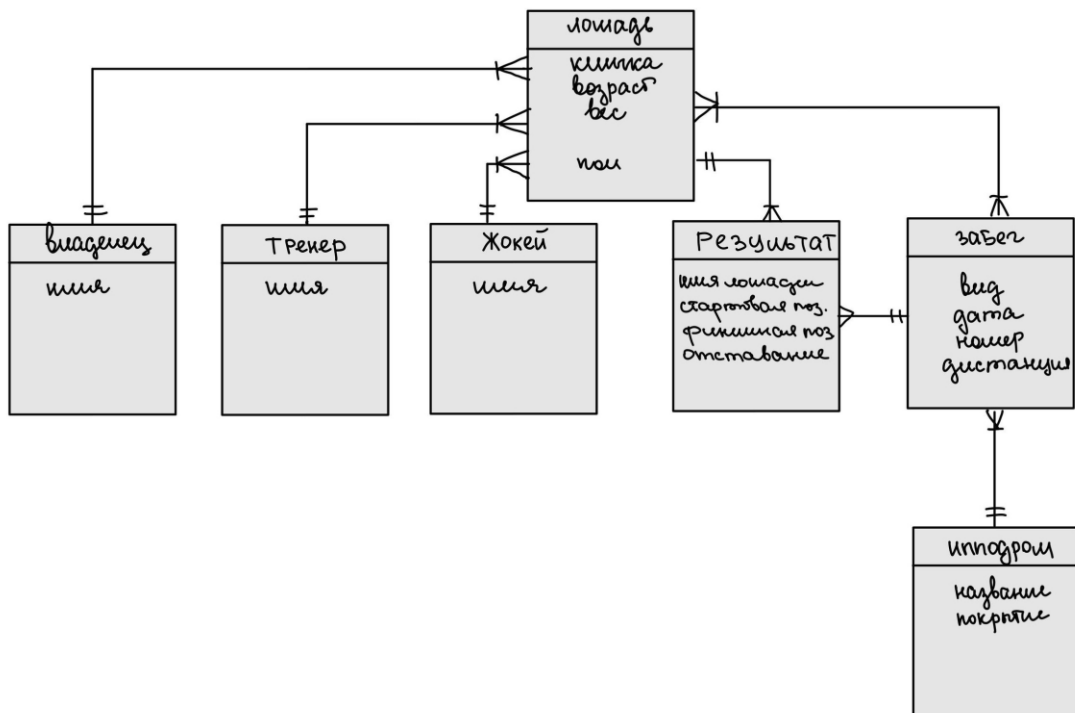 лошадь
кличка
возраст
вес
пол
владелец
имя
Тренер
имя
Жокей
имя
Результат
имя лошади
стартовая поз.
финишная поз
отставание
забег
вид
дата
номер
дистанция
ипподром
название
покрытие